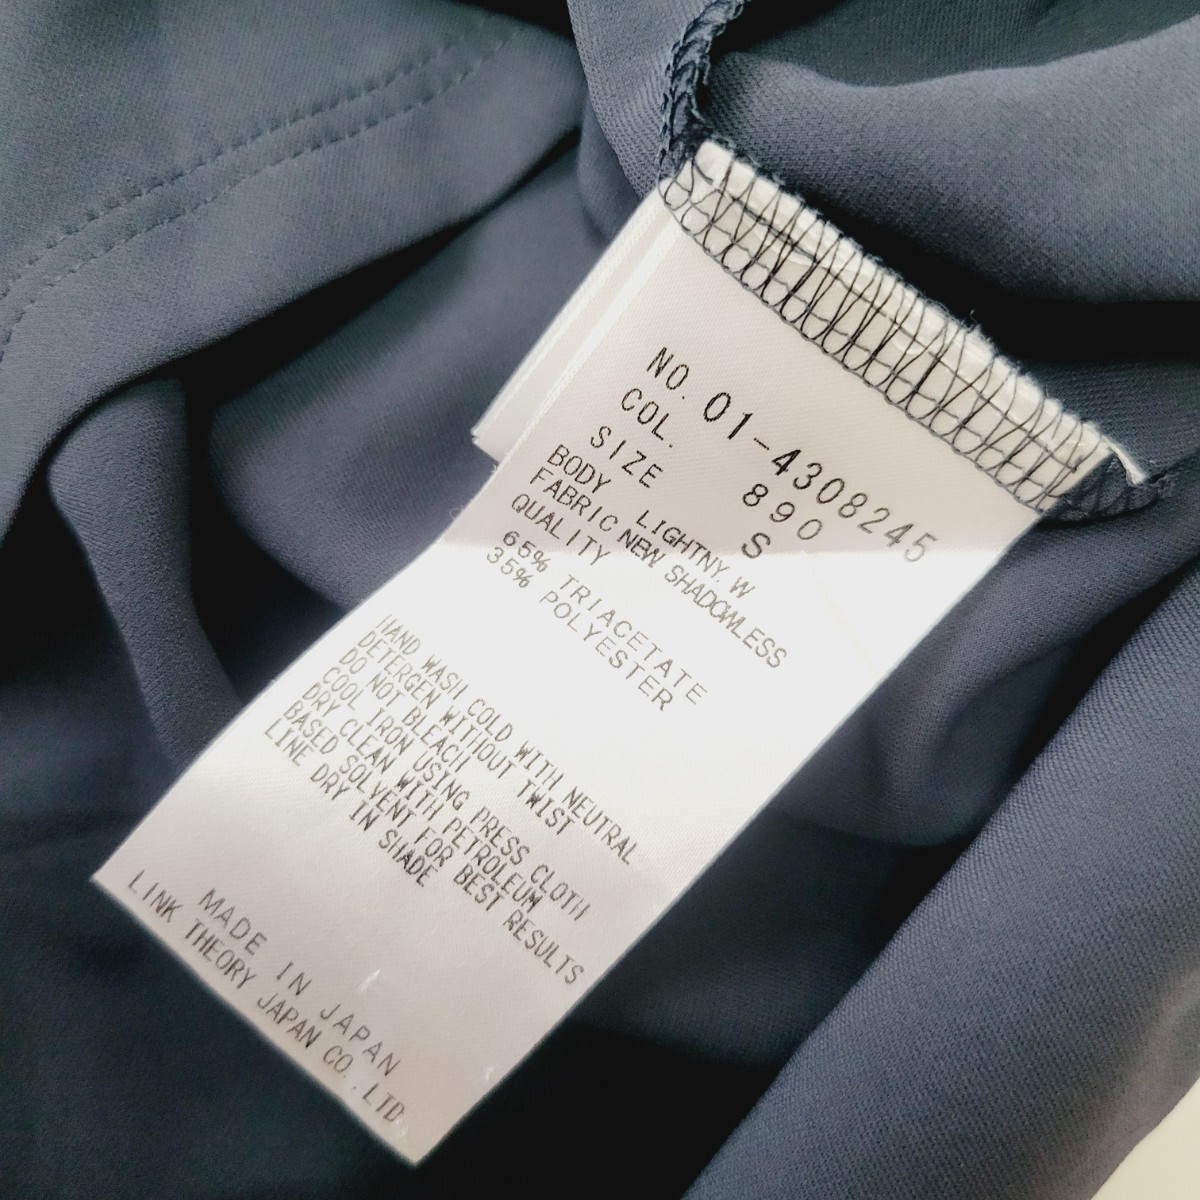 NO. 01-4308245
COL. 890
SIZE S
BODY LIGHTNY. W
FABRIC NEW SHADOWLESS
QUALITY
65% TRIACETATE
35% POLYESTER
HAND WASH COLD WITH NEUTRAL
DETERGEN WITHOUT TWIST
DO NOT BLEACH
COOL IRON USING PRESS CLOTH
DRY CLEAN WITH PETROLEUM
BASED SOLVENT FOR BEST RESULTS
LINE DRY IN SHADE
MADE IN JAPAN
LINK THEORY JAPAN CO., LTD.